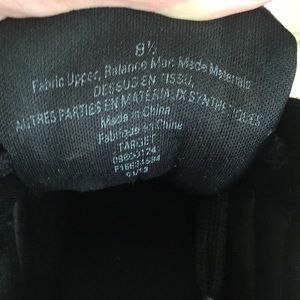 8½
Fabric Upper, Balance Man Made Materials
DESSUS EN TISSU,
AUTRES PARTIES EN MATÉRIAUX SYNTHÉTIQUES
Made in China
Fabriqué en Chine
TARGET